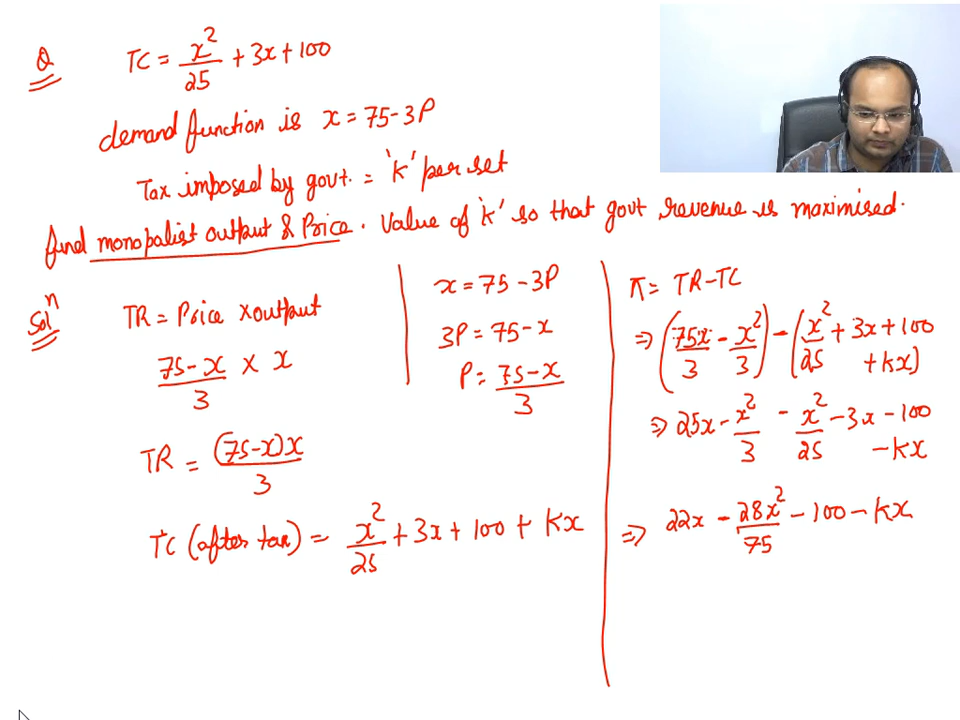 Q TC = x²/25 + 3x + 100
demand function is x = 75 - 3P
Tax imposed by govt. = 'k' per set
find monopalist output & Price. Value of 'k' so that govt revenue is maximised.
Solⁿ TR = Price × output
(75 - x)/3 × x
TR = (75-x)x/3
TC (after tax) = x²/25 + 3x + 100 + kx
x = 75 - 3P
3P = 75 - x
P = (75 - x)/3
π = TR - TC
⇒ (75x/3 - x²/3) - (x²/25 + 3x + 100
+ kx)
⇒ 25x - x²/3 - x²/25 - 3x - 100
- kx
⇒ 22x - 28x²/75 - 100 - kx